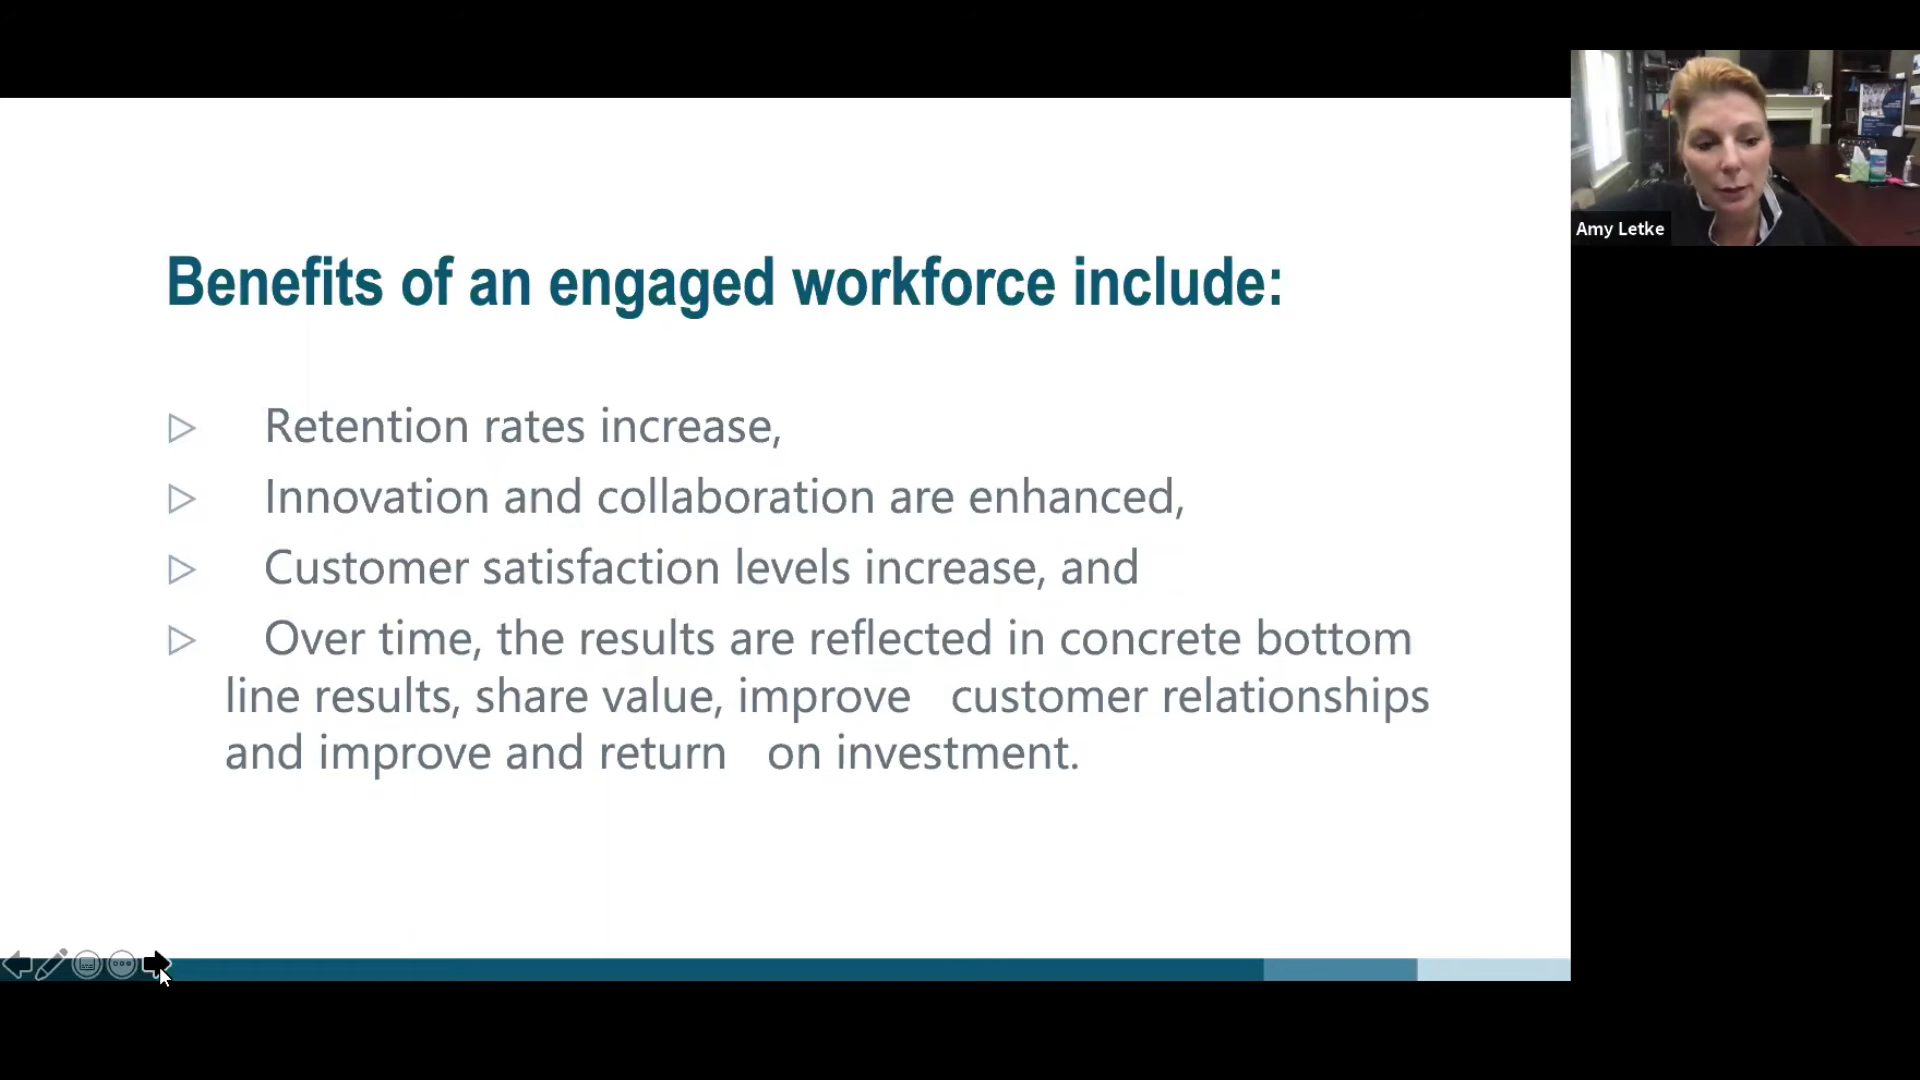 Benefits of an engaged workforce include:
Retention rates increase,
Innovation and collaboration are enhanced,
Customer satisfaction levels increase, and
Over time, the results are reflected in concrete bottom
line results, share value, improve customer relationships
and improve and return on investment.
Amy Letke